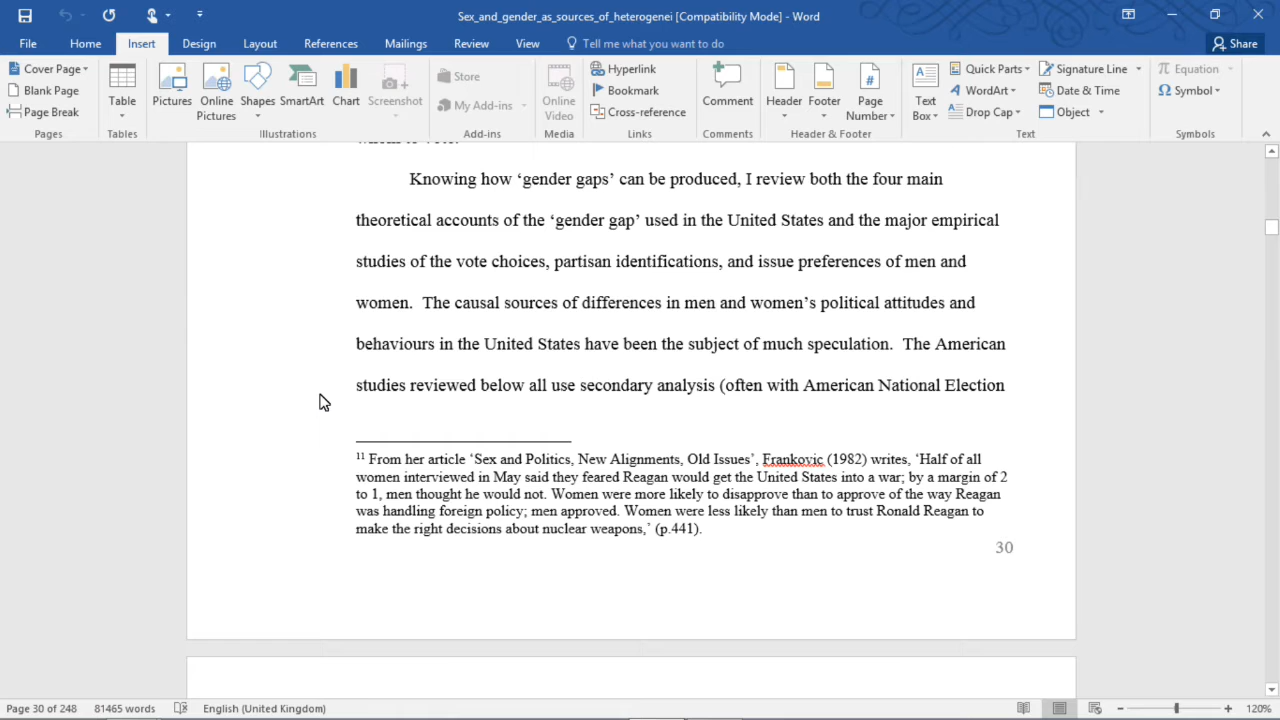 Sex_and_gender_as_sources_of_heterogenei [Compatibility Mode] - Word
File Home Insert Design Layout References Mailings Review View Tell me what you want to do Share
Cover Page
Blank Page
Page Break
Pages
Table
Tables
Pictures
Online Pictures
Shapes
SmartArt
Chart
Screenshot
Illustrations
Store
My Add-ins
Add-ins
Online Video
Media
Hyperlink
Bookmark
Cross-reference
Links
Comment
Comments
Header
Footer
Page Number
Header & Footer
Text Box
Quick Parts
WordArt
Drop Cap
Signature Line
Date & Time
Object
Text
Equation
Symbol
Symbols
Knowing how ‘gender gaps’ can be produced, I review both the four main
theoretical accounts of the ‘gender gap’ used in the United States and the major empirical
studies of the vote choices, partisan identifications, and issue preferences of men and
women.  The causal sources of differences in men and women’s political attitudes and
behaviours in the United States have been the subject of much speculation.  The American
studies reviewed below all use secondary analysis (often with American National Election
11 From her article ‘Sex and Politics, New Alignments, Old Issues’, Frankovic (1982) writes, ‘Half of all
women interviewed in May said they feared Reagan would get the United States into a war; by a margin of 2
to 1, men thought he would not. Women were more likely to disapprove than to approve of the way Reagan
was handling foreign policy; men approved. Women were less likely than men to trust Ronald Reagan to
make the right decisions about nuclear weapons,’ (p.441).
30
Page 30 of 248 81465 words English (United Kingdom) 120%